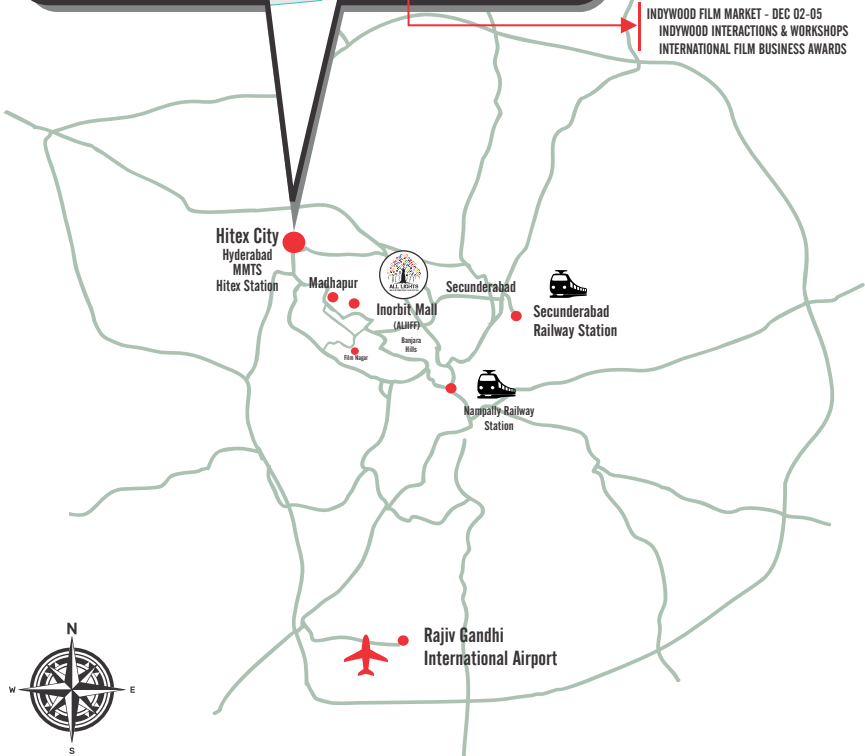 INDYWOOD FILM MARKET - DEC 02-05
INDYWOOD INTERACTIONS & WORKSHOPS
INTERNATIONAL FILM BUSINESS AWARDS
Hitex City
Hyderabad
MMTS
Hitex Station
Madhapur
ALL LIGHTS
Inorbit Mall
(ALIIFF)
Banjara
Hills
Film Nagar
Secunderabad
Secunderabad
Railway Station
Nampally Railway
Station
Rajiv Gandhi
International Airport
N
W
E
S